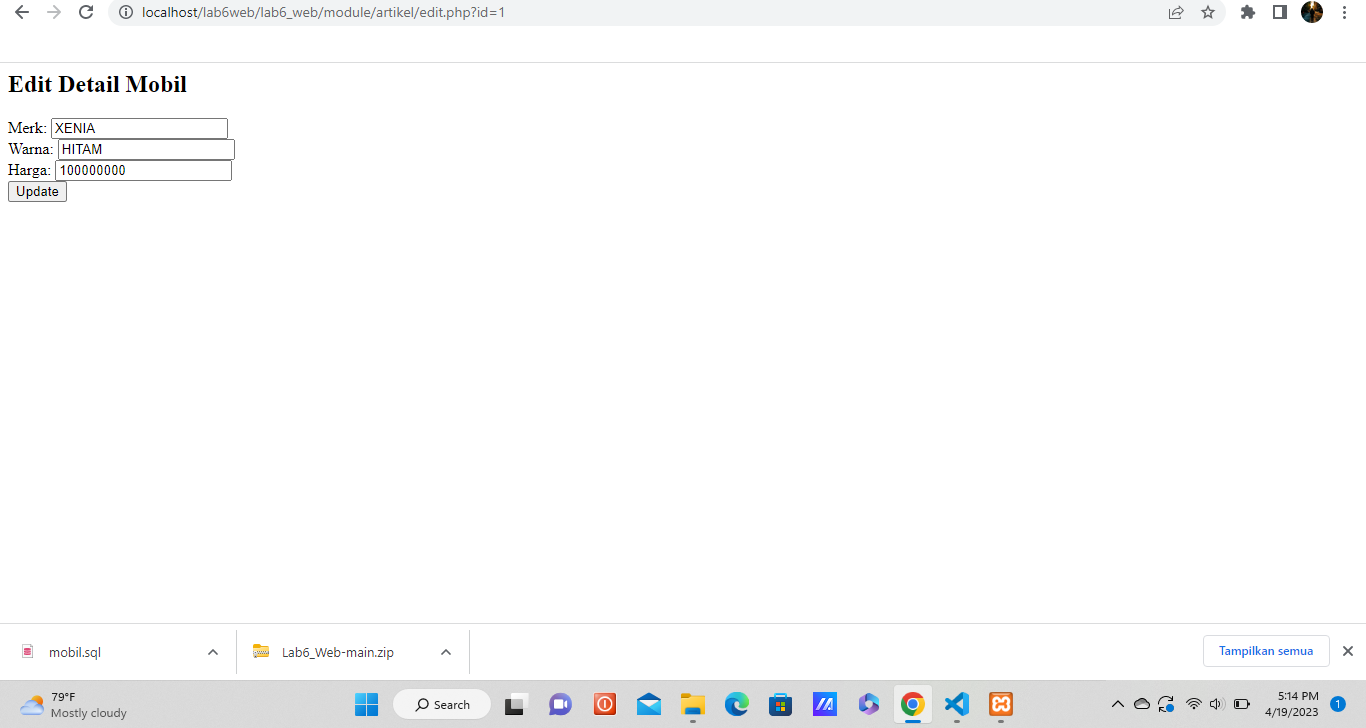 localhost/lab6web/lab6_web/module/artikel/edit.php?id=1
Edit Detail Mobil
Merk: XENIA
Warna: HITAM
Harga: 100000000
Update
mobil.sql
Lab6_Web-main.zip
Tampilkan semua
79°F
Mostly cloudy
Search
5:14 PM
4/19/2023
1